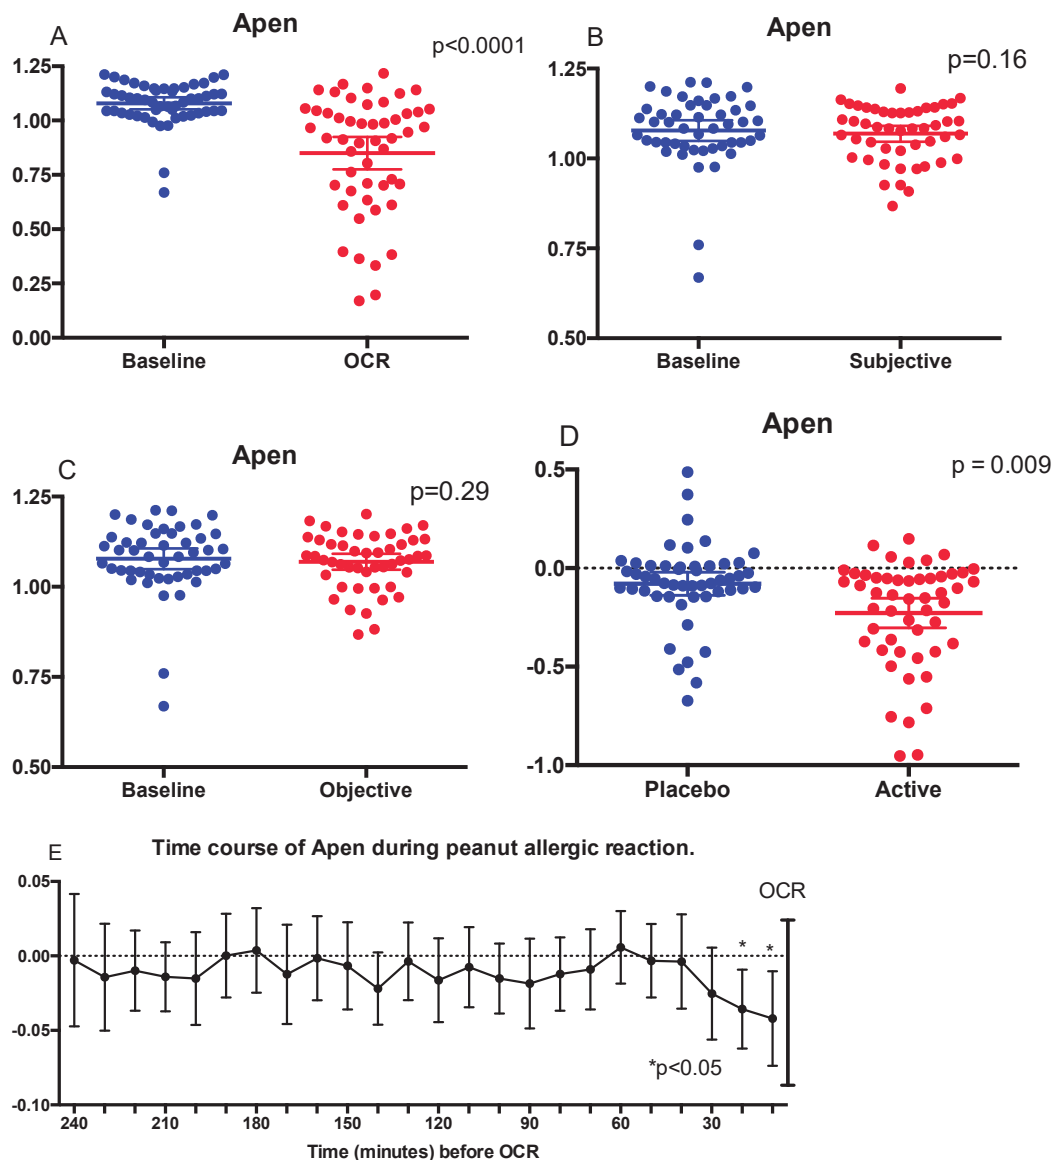 A
Apen
p<0.0001
1.25
1.00
0.75
0.50
0.25
0.00
Baseline
OCR
B
Apen
p=0.16
1.25
1.00
0.75
0.50
Baseline
Subjective
C
Apen
p=0.29
1.25
1.00
0.75
0.50
Baseline
Objective
D
Apen
p = 0.009
0.5
0.0
-0.5
-1.0
Placebo
Active
E
Time course of Apen during peanut allergic reaction.
0.05
0.00
-0.05
-0.10
OCR
* *
*p<0.05
240 210 180 150 120 90 60 30
Time (minutes) before OCR